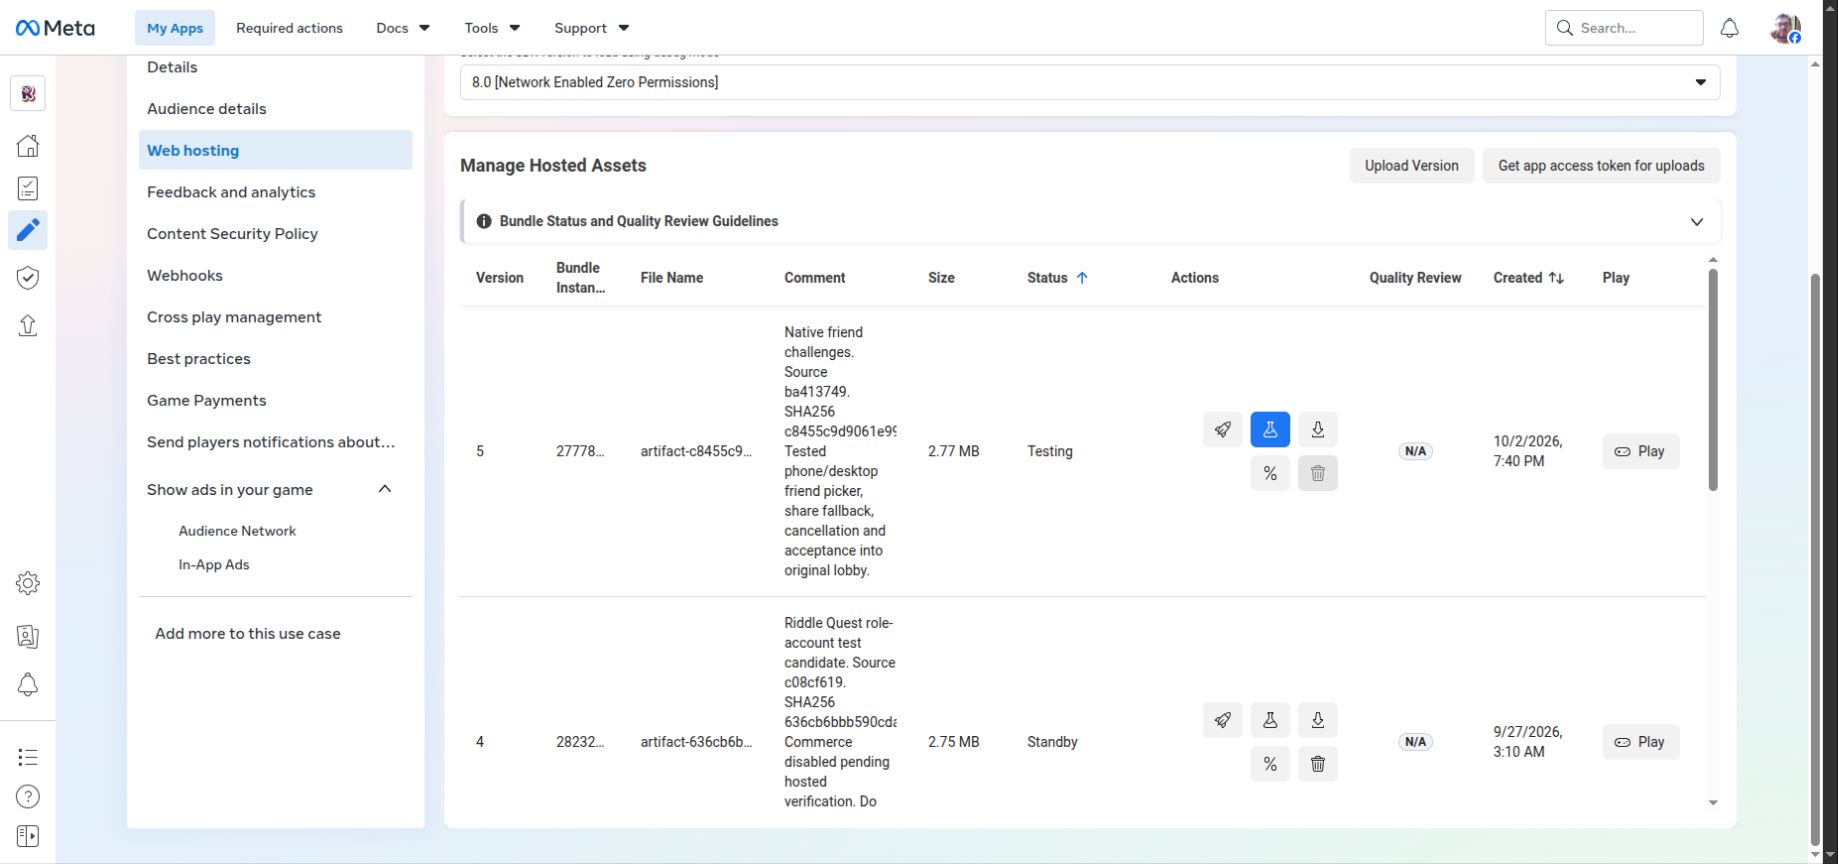 Meta
My Apps
Required actions
Docs
Tools
Support
Search...
Details
Audience details
Web hosting
Feedback and analytics
Content Security Policy
Webhooks
Cross play management
Best practices
Game Payments
Send players notifications about...
Show ads in your game
Audience Network
In-App Ads
Add more to this use case
8.0 [Network Enabled Zero Permissions]
Manage Hosted Assets
Upload Version
Get app access token for uploads
Bundle Status and Quality Review Guidelines
Version
Bundle
Instan...
File Name
Comment
Size
Status
Actions
Quality Review
Created
Play
5
27778...
artifact-c8455c9...
Native friend
challenges.
Source
ba413749.
SHA256
c8455c9d9061e99
Tested
phone/desktop
friend picker,
share fallback,
cancellation and
acceptance into
original lobby.
2.77 MB
Testing
%
N/A
10/2/2026,
7:40 PM
Play
4
28232...
artifact-636cb6b...
Riddle Quest role-
account test
candidate. Source
c08cf619.
SHA256
636cb6bbb590cda
Commerce
disabled pending
hosted
verification. Do
2.75 MB
Standby
%
N/A
9/27/2026,
3:10 AM
Play